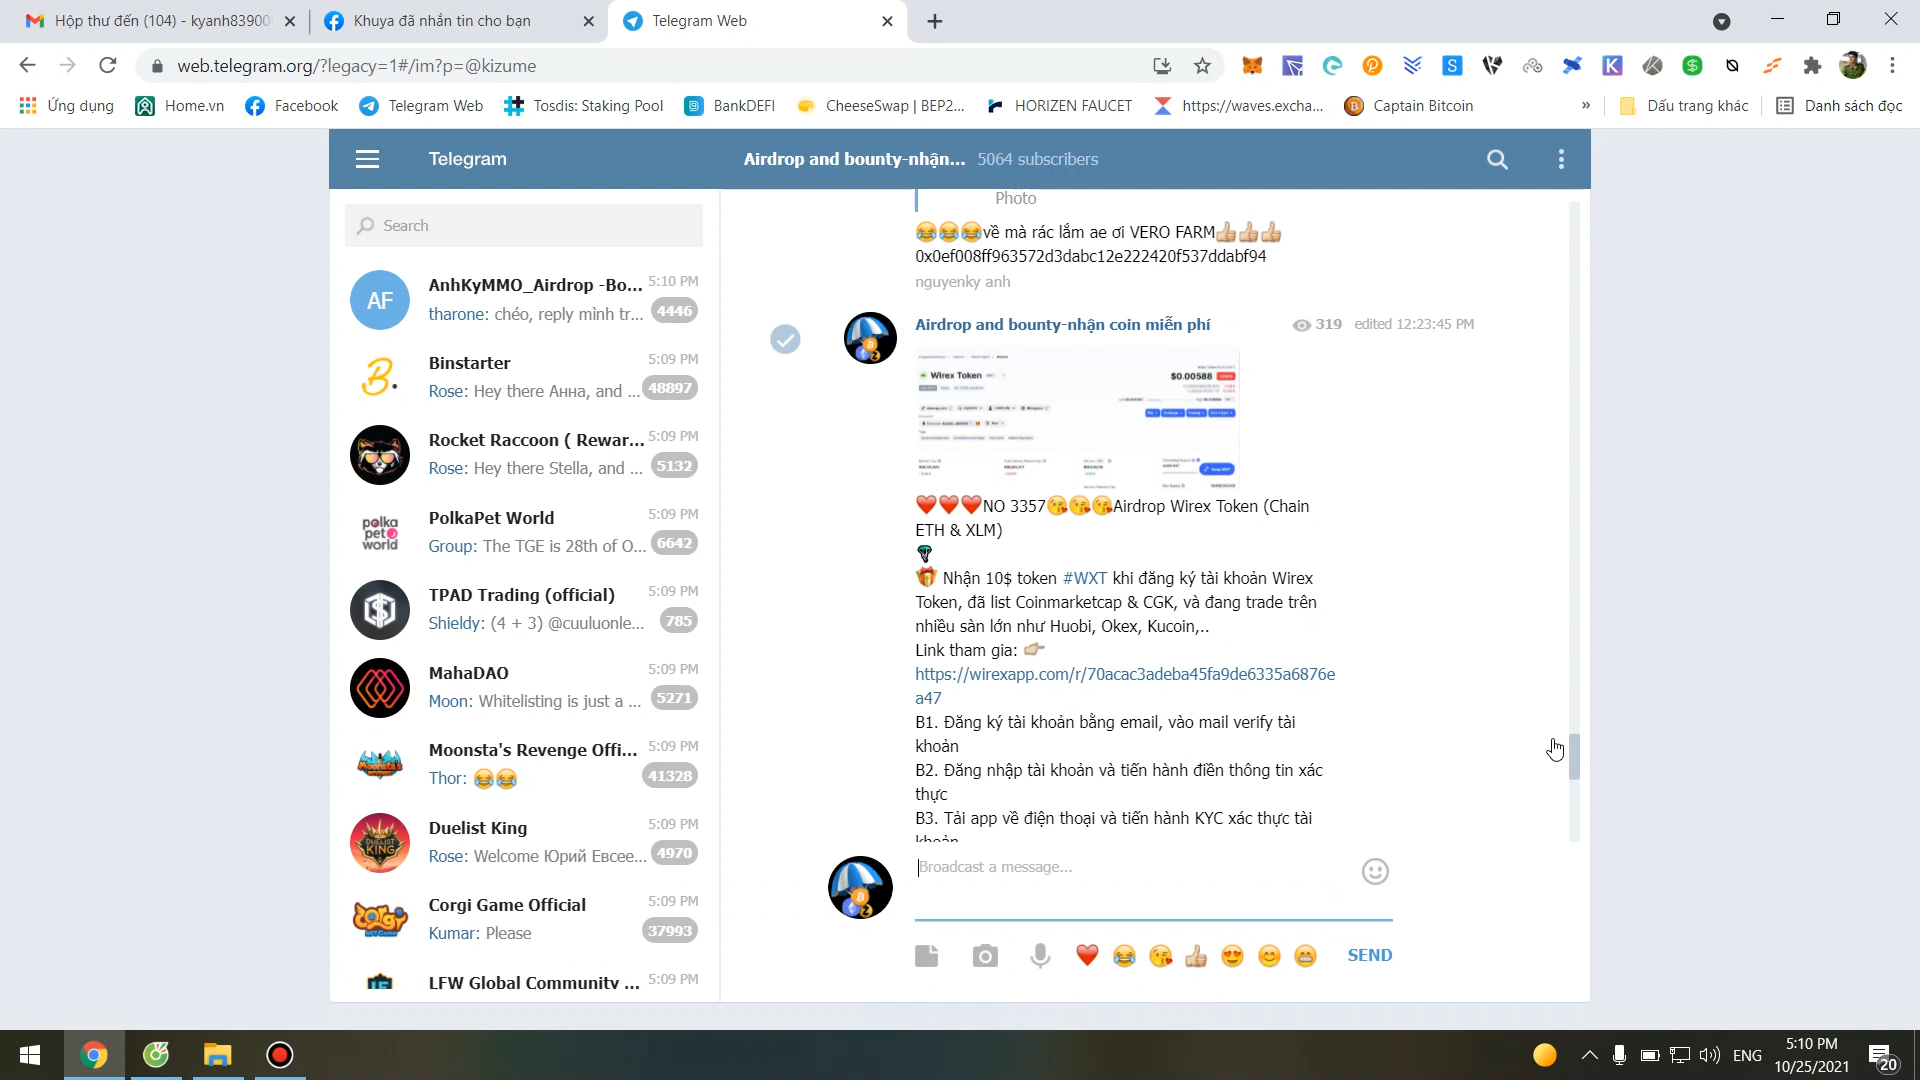 Hộp thư đến (104) - kyanh83900
Khuya đã nhắn tin cho bạn
Telegram Web
web.telegram.org/?legacy=1#/im?p=@kizume
Ứng dụng
Home.vn
Facebook
Telegram Web
Tosdis: Staking Pool
BankDEFI
CheeseSwap | BEP2...
HORIZEN FAUCET
https://waves.excha...
Captain Bitcoin
»
Dấu trang khác
Danh sách đọc
Telegram
Airdrop and bounty-nhận... 5064 subscribers
Search
AnhKyMMO_Airdrop -Bo... 5:10 PM
AF
tharone: chéo, reply mình tr... 4446
Binstarter 5:09 PM
Rose: Hey there Анна, and ... 48897
Rocket Raccoon ( Rewar... 5:09 PM
Rose: Hey there Stella, and ... 5132
PolkaPet World 5:09 PM
polka pet world
Group: The TGE is 28th of O... 6642
TPAD Trading (official) 5:09 PM
Shieldy: (4 + 3) @cuuluonle... 785
MahaDAO 5:09 PM
Moon: Whitelisting is just a ... 5271
Moonsta's Revenge Offi... 5:09 PM
Thor: 😂😂 41328
Duelist King 5:09 PM
DUELIST KING
Rose: Welcome Юрий Евсее... 4970
Corgi Game Official 5:09 PM
Kumar: Please 37993
LFW Global Community ... 5:09 PM
Photo
😂😂😂về mà rác lắm ae ơi VERO FARM👍🏼👍🏼👍🏼
0x0ef008ff963572d3dabc12e222420f537ddabf94
nguyenky anh
Airdrop and bounty-nhận coin miễn phí 319 edited 12:23:45 PM
Wirex Token
$0.00588
❤️❤️❤️NO 3357😘😘😘Airdrop Wirex Token (Chain
ETH & XLM)
🎁 Nhận 10$ token #WXT khi đăng ký tài khoản Wirex
Token, đã list Coinmarketcap & CGK, và đang trade trên
nhiều sàn lớn như Huobi, Okex, Kucoin,..
Link tham gia: 👉🏼
https://wirexapp.com/r/70acac3adeba45fa9de6335a6876e
a47
B1. Đăng ký tài khoản bằng email, vào mail verify tài
khoản
B2. Đăng nhập tài khoản và tiến hành điền thông tin xác
thực
B3. Tải app về điện thoại và tiến hành KYC xác thực tài
khoản
Broadcast a message...
SEND
ENG
5:10 PM
10/25/2021
20